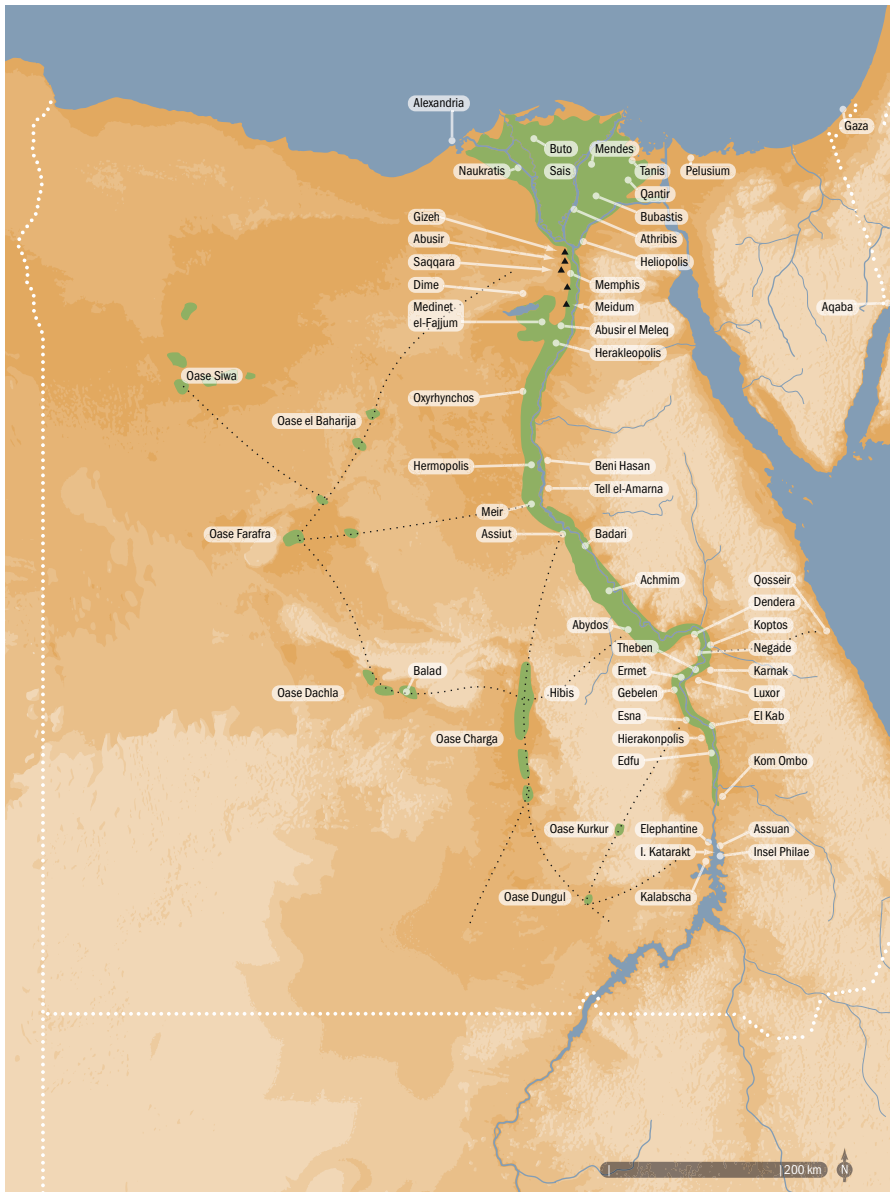 Alexandria
Gaza
Buto
Mendes
Naukratis
Sais
Tanis
Pelusium
Qantir
Gizeh
Bubastis
Abusir
Athribis
Saqqara
Heliopolis
Dime
Memphis
Medinet
el-Fajjum
Meidum
Aqaba
Abusir el Meleq
Herakleopolis
Oase Siwa
Oxyrhynchos
Oase el Baharija
Hermopolis
Beni Hasan
Tell el-Amarna
Meir
Oase Farafra
Assiut
Badari
Achmim
Qosseir
Dendera
Abydos
Koptos
Theben
Negade
Balad
Ermet
Karnak
Oase Dachla
Hibis
Gebelen
Luxor
Esna
El Kab
Oase Charga
Hierakonpolis
Edfu
Kom Ombo
Oase Kurkur
Elephantine
Assuan
I. Katarakt
Insel Philae
Oase Dungul
Kalabscha
200 km
N